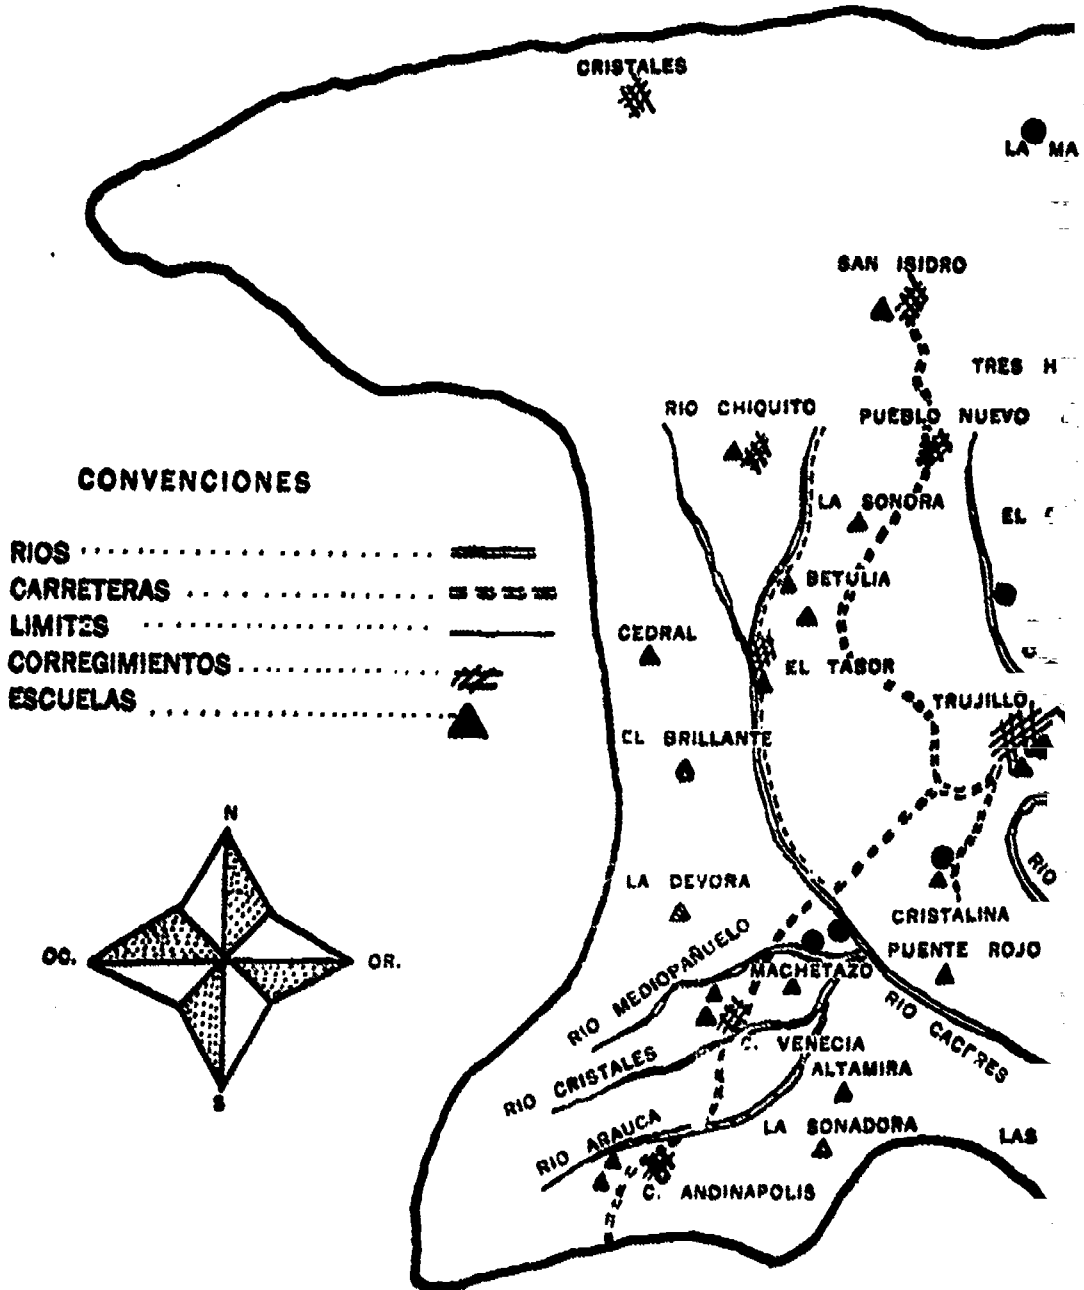 CRISTALES
LA MA
SAN ISIDRO
TRES H
RIO CHIQUITO
PUEBLO NUEVO
CONVENCIONES
LA SONORA
EL
RIOS
CARRETERAS
LIMITES
CORREGIMIENTOS
ESCUELAS
BETULIA
CEDRAL
EL TABOR
TRUJILLO
EL BRILLANTE
N
OC.
OR.
S
LA DEVORA
RIO
CRISTALINA
PUENTE ROJO
RIO MEDIOPAÑUELO
MACHETAZO
RIO CACERES
C. VENECIA
RIO CRISTALES
ALTAMIRA
RIO ARAUCA
LA SONADORA
LAS
C. ANDINAPOLIS